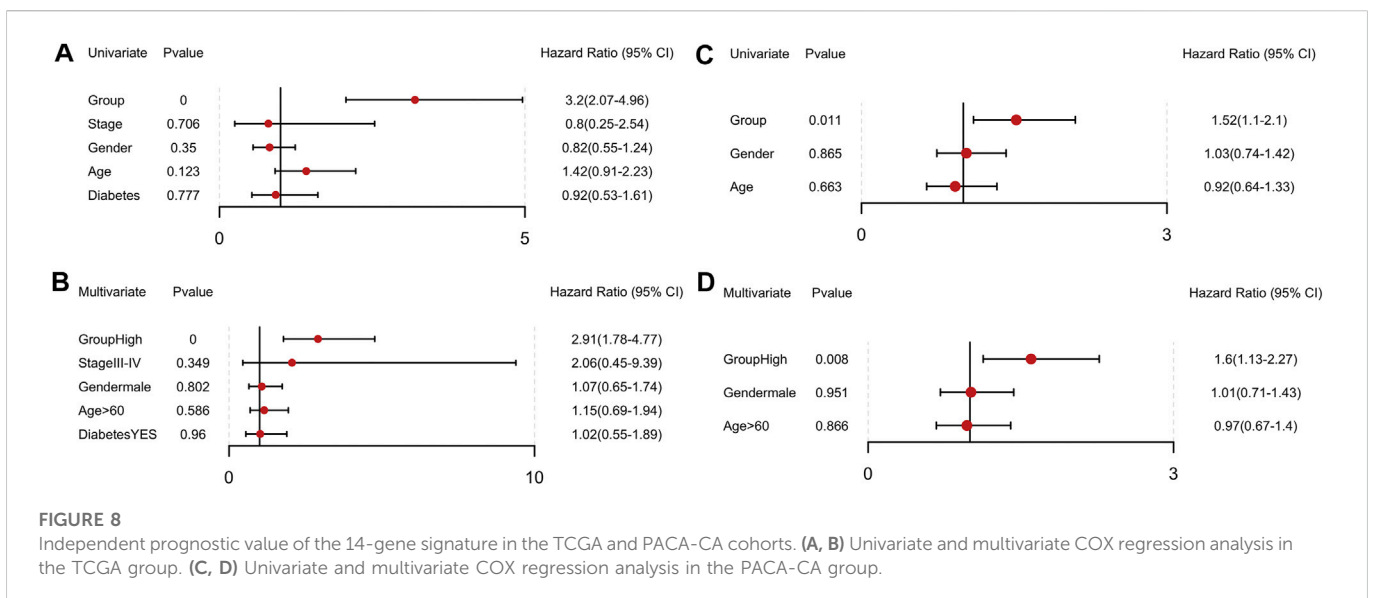 A Univariate Pvalue Hazard Ratio (95% CI)
Group 0 3.2(2.07-4.96)
Stage 0.706 0.8(0.25-2.54)
Gender 0.35 0.82(0.55-1.24)
Age 0.123 1.42(0.91-2.23)
Diabetes 0.777 0.92(0.53-1.61)
0 5
B Multivariate Pvalue Hazard Ratio (95% CI)
GroupHigh 0 2.91(1.78-4.77)
StageIII-IV 0.349 2.06(0.45-9.39)
Gendermale 0.802 1.07(0.65-1.74)
Age>60 0.586 1.15(0.69-1.94)
DiabetesYES 0.96 1.02(0.55-1.89)
0 10
C Univariate Pvalue Hazard Ratio (95% CI)
Group 0.011 1.52(1.1-2.1)
Gender 0.865 1.03(0.74-1.42)
Age 0.663 0.92(0.64-1.33)
0 3
D Multivariate Pvalue Hazard Ratio (95% CI)
GroupHigh 0.008 1.6(1.13-2.27)
Gendermale 0.951 1.01(0.71-1.43)
Age>60 0.866 0.97(0.67-1.4)
0 3
FIGURE 8
Independent prognostic value of the 14-gene signature in the TCGA and PACA-CA cohorts. (A, B) Univariate and multivariate COX regression analysis in
the TCGA group. (C, D) Univariate and multivariate COX regression analysis in the PACA-CA group.